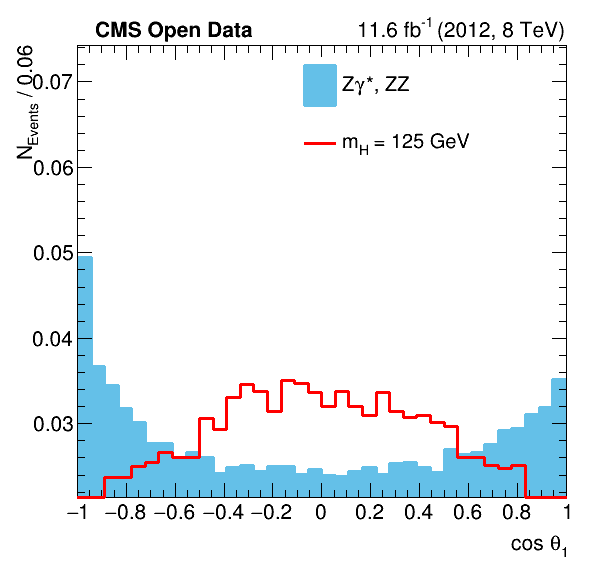 CMS Open Data 11.6 fb⁻¹ (2012, 8 TeV)
N_Events / 0.06
0.07
0.06
0.05
0.04
0.03
Zγ*, ZZ
m_H = 125 GeV
−1 −0.8 −0.6 −0.4 −0.2 0 0.2 0.4 0.6 0.8 1
cos θ₁